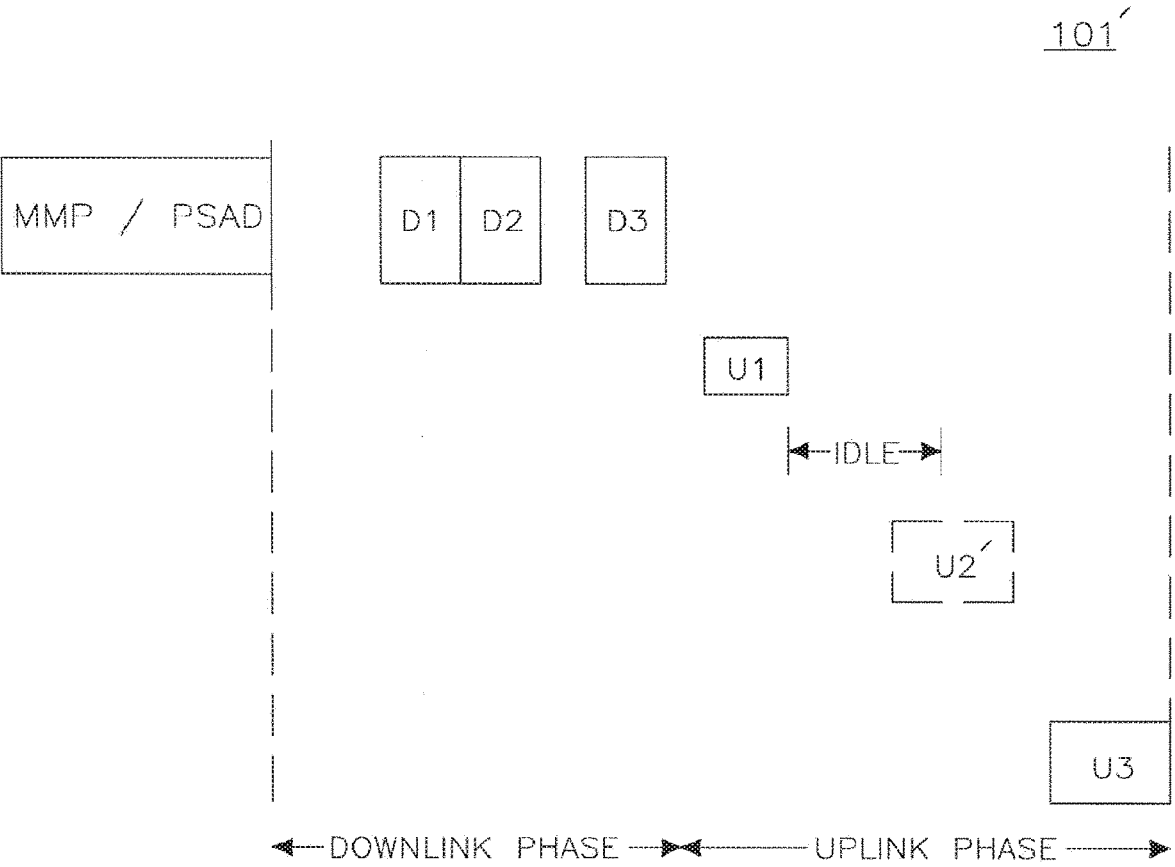 101′
MMP / PSAD
D1
D2
D3
U1
IDLE
U2′
U3
DOWNLINK PHASE
UPLINK PHASE